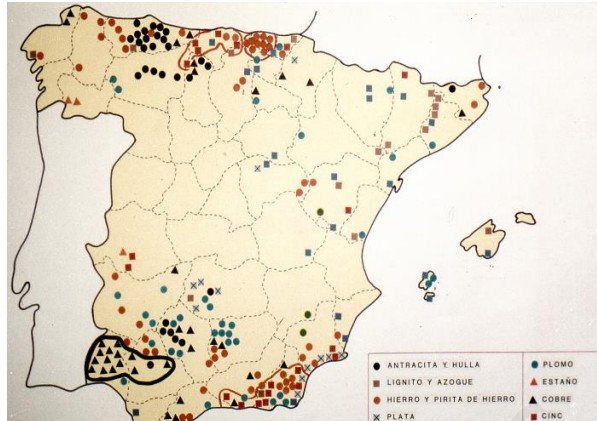 ANTRACITA Y HULLA
LIGNITO Y AZOGUE
HIERRO Y PIRITA DE HIERRO
PLATA
PLOMO
ESTAÑO
COBRE
CINC